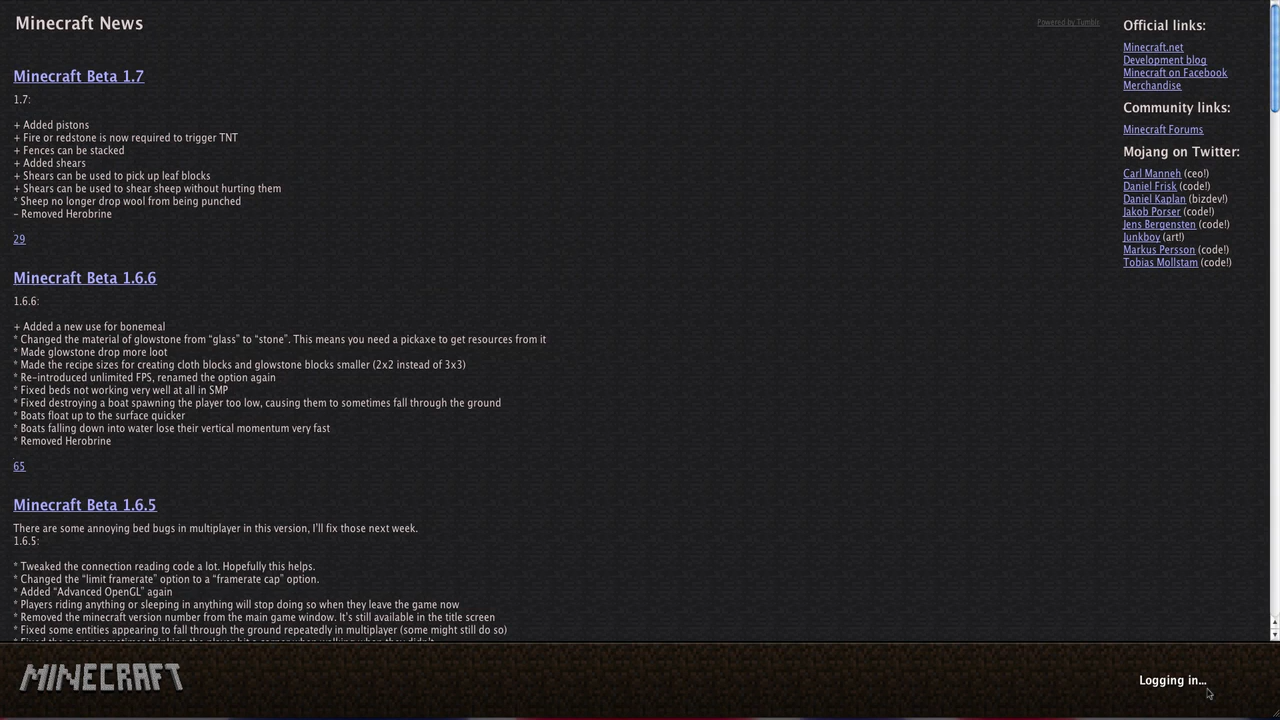 Minecraft News
Powered by Tumblr
Minecraft Beta 1.7
1.7:
+ Added pistons
+ Fire or redstone is now required to trigger TNT
+ Fences can be stacked
+ Added shears
+ Shears can be used to pick up leaf blocks
+ Shears can be used to shear sheep without hurting them
* Sheep no longer drop wool from being punched
– Removed Herobrine
29
Minecraft Beta 1.6.6
1.6.6:
+ Added a new use for bonemeal
* Changed the material of glowstone from “glass” to “stone”. This means you need a pickaxe to get resources from it
* Made glowstone drop more loot
* Made the recipe sizes for creating cloth blocks and glowstone blocks smaller (2x2 instead of 3x3)
* Re-introduced unlimited FPS, renamed the option again
* Fixed beds not working very well at all in SMP
* Fixed destroying a boat spawning the player too low, causing them to sometimes fall through the ground
* Boats float up to the surface quicker
* Boats falling down into water lose their vertical momentum very fast
* Removed Herobrine
65
Minecraft Beta 1.6.5
There are some annoying bed bugs in multiplayer in this version, I’ll fix those next week.
1.6.5:
* Tweaked the connection reading code a lot. Hopefully this helps.
* Changed the “limit framerate” option to a “framerate cap” option.
* Added “Advanced OpenGL” again
* Players riding anything or sleeping in anything will stop doing so when they leave the game now
* Removed the minecraft version number from the main game window. It’s still available in the title screen
* Fixed some entities appearing to fall through the ground repeatedly in multiplayer (some might still do so)
Official links:
Minecraft.net
Development blog
Minecraft on Facebook
Merchandise
Community links:
Minecraft Forums
Mojang on Twitter:
Carl Manneh (ceo!)
Daniel Frisk (code!)
Daniel Kaplan (bizdev!)
Jakob Porser (code!)
Jens Bergensten (code!)
Junkboy (art!)
Markus Persson (code!)
Tobias Mollstam (code!)
MINECRAFT
Logging in...